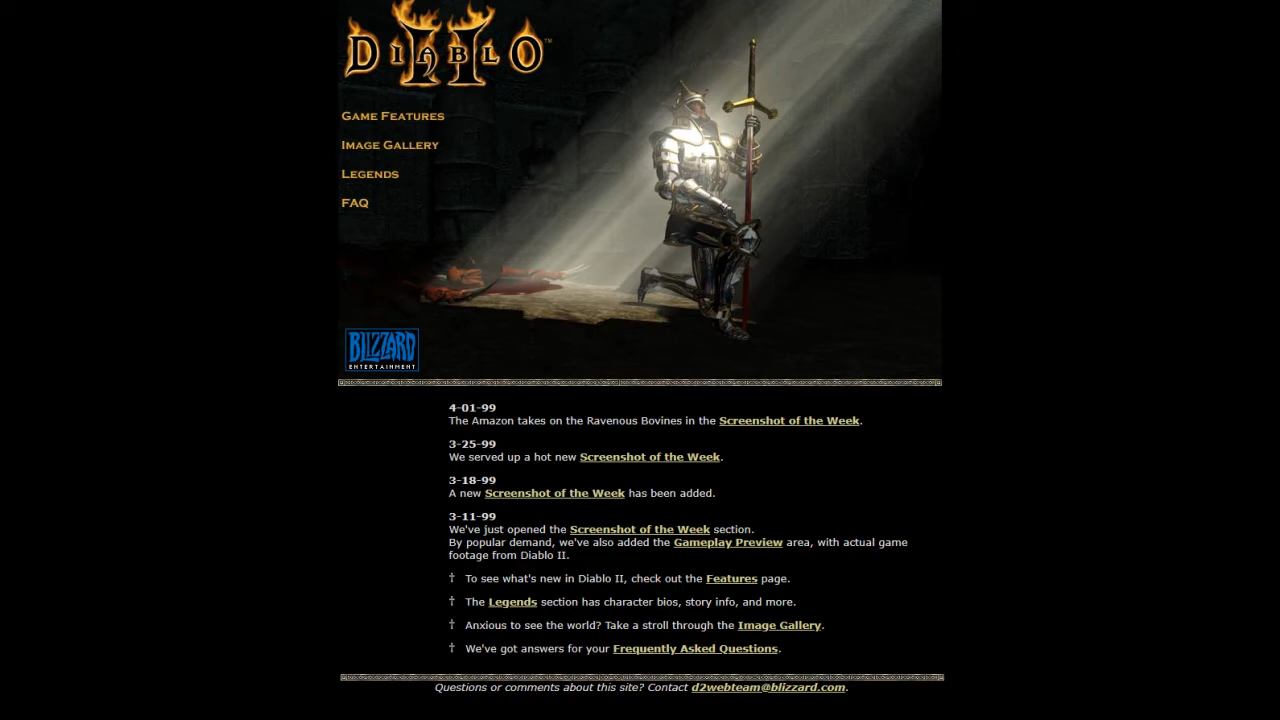 DIABLO II™
GAME FEATURES
IMAGE GALLERY
LEGENDS
FAQ
BLIZZARD
ENTERTAINMENT
4-01-99
The Amazon takes on the Ravenous Bovines in the Screenshot of the Week.
3-25-99
We served up a hot new Screenshot of the Week.
3-18-99
A new Screenshot of the Week has been added.
3-11-99
We've just opened the Screenshot of the Week section.
By popular demand, we've also added the Gameplay Preview area, with actual game
footage from Diablo II.
† To see what's new in Diablo II, check out the Features page.
† The Legends section has character bios, story info, and more.
† Anxious to see the world? Take a stroll through the Image Gallery.
† We've got answers for your Frequently Asked Questions.
Questions or comments about this site? Contact d2webteam@blizzard.com.